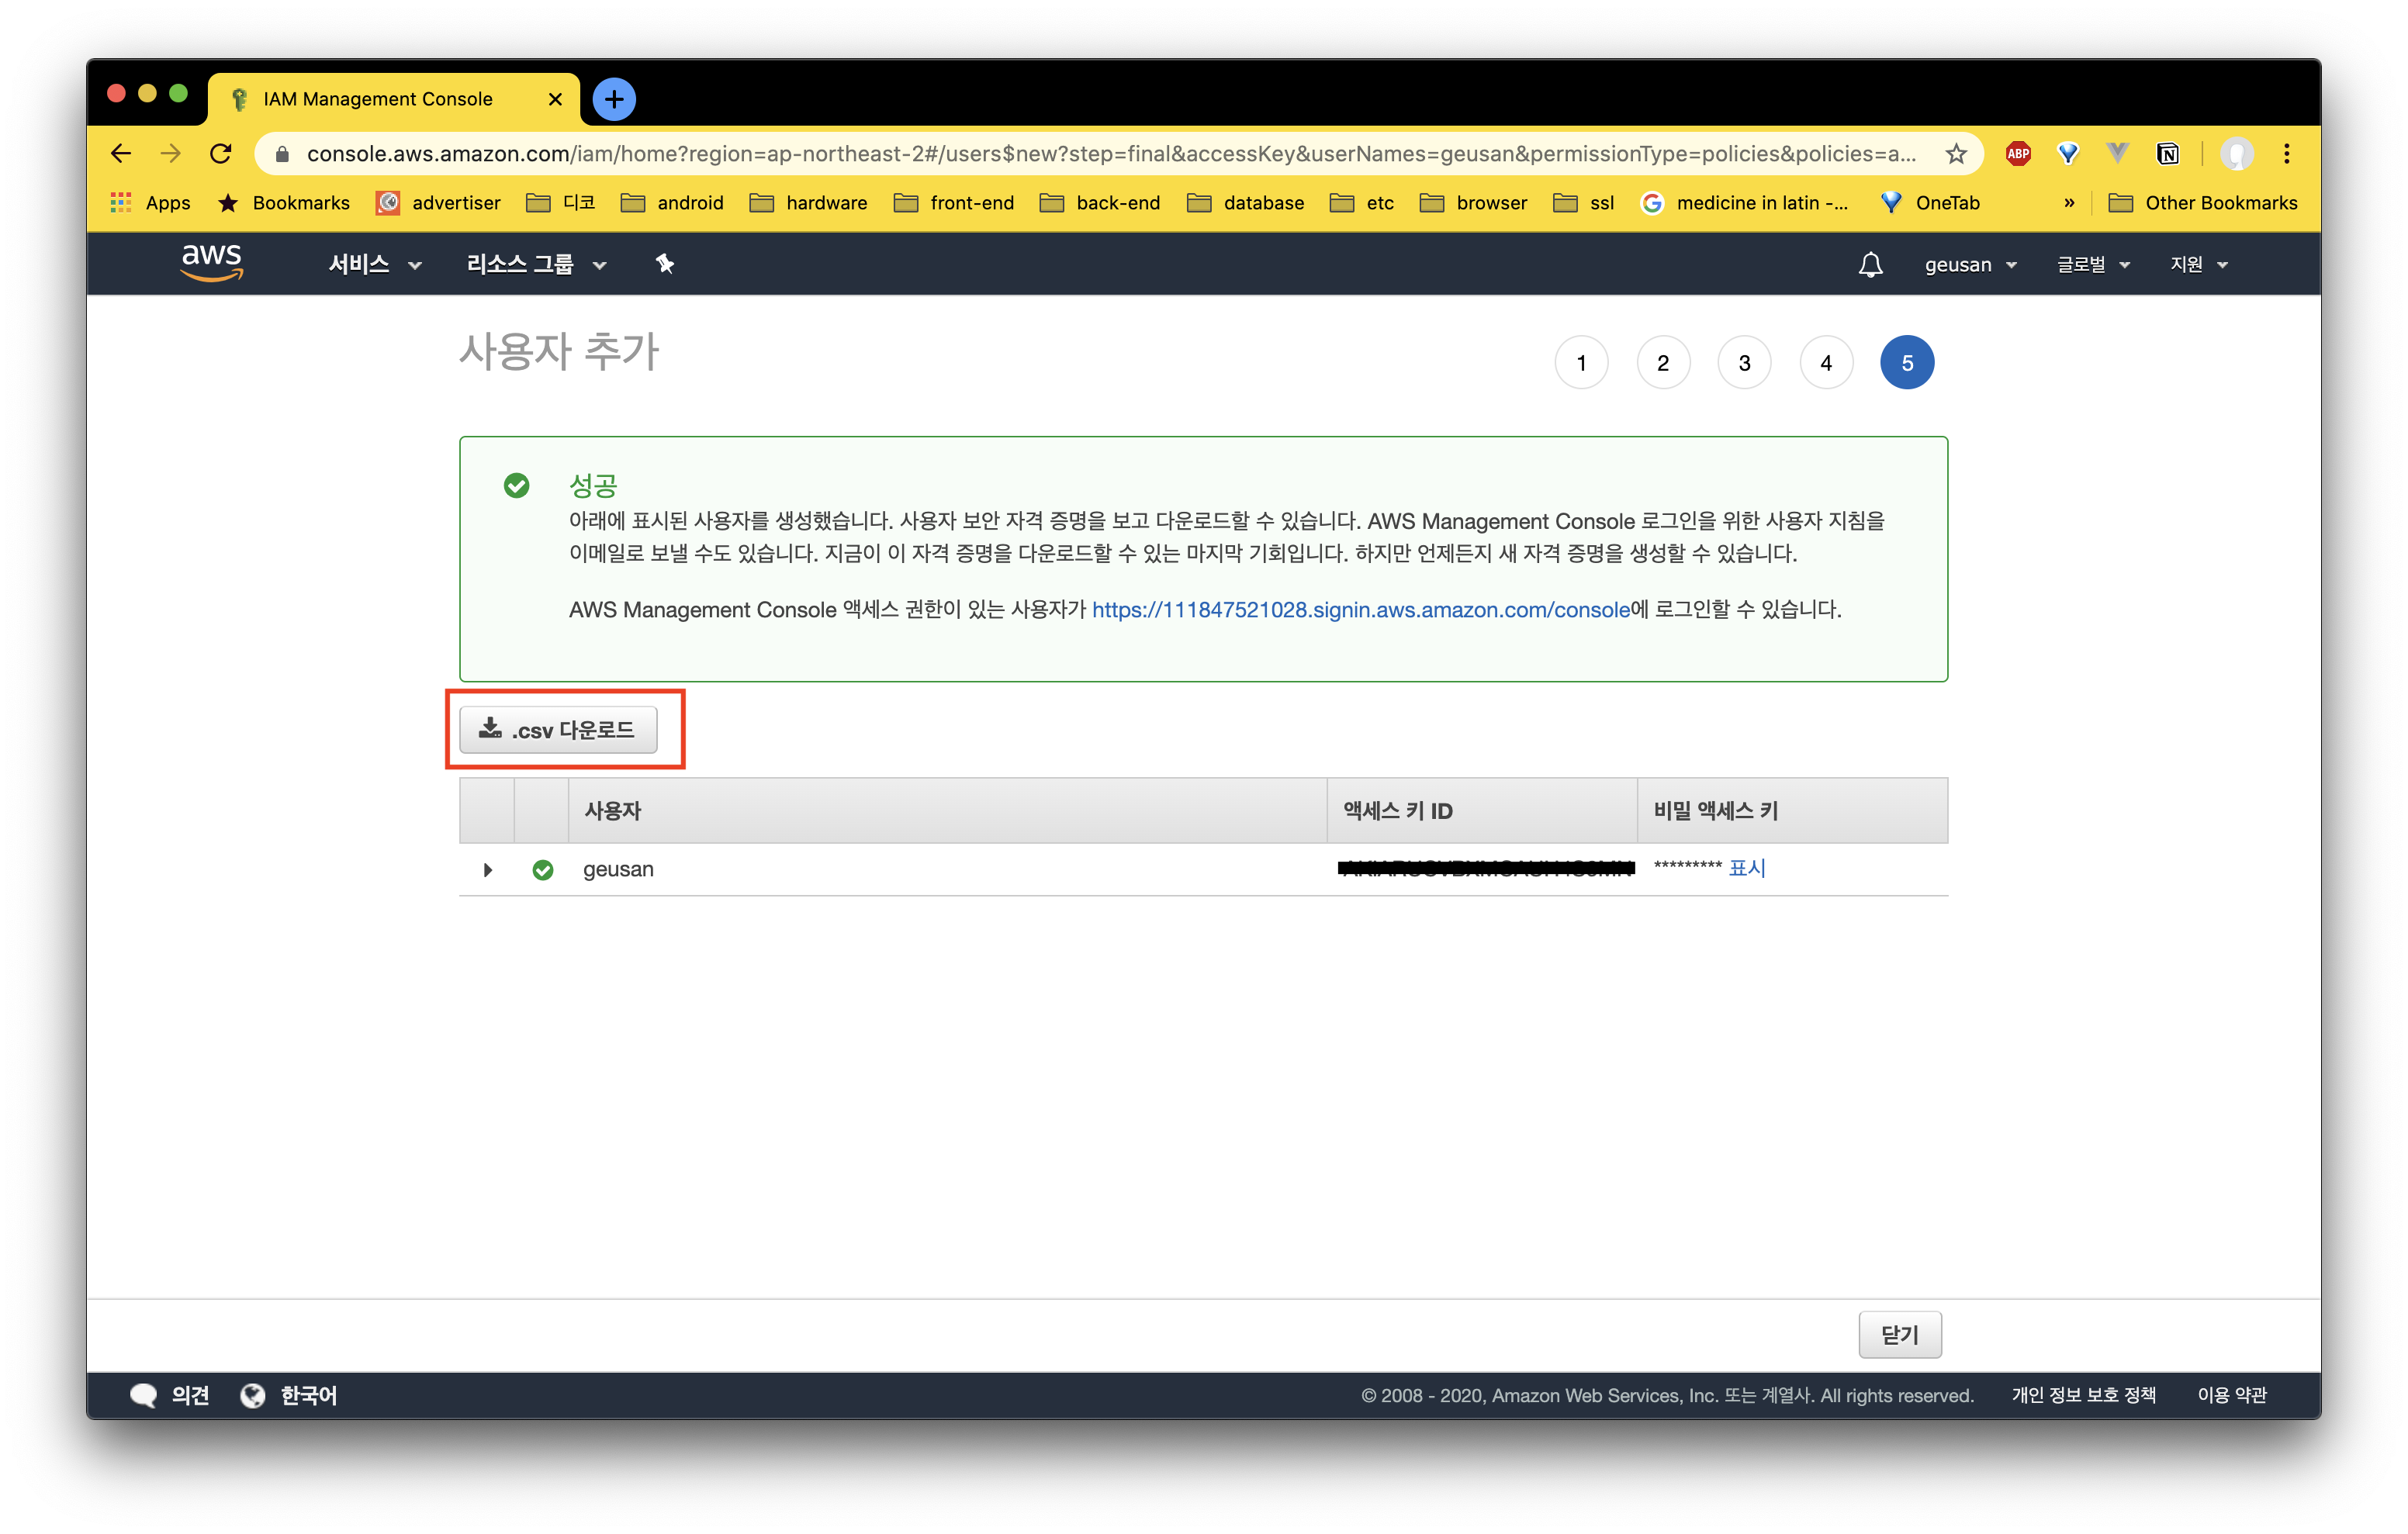 IAM Management Console
console.aws.amazon.com/iam/home?region=ap-northeast-2#/users$new?step=final&accessKey&userNames=geusan&permissionType=policies&policies=a...
ABP
N
Apps
Bookmarks
advertiser
디코
android
hardware
front-end
back-end
database
etc
browser
ssl
G
medicine in latin -...
OneTab
»
Other Bookmarks
aws
서비스
리소스 그룹
geusan
글로벌
지원
사용자 추가
1 2 3 4 5
성공
아래에 표시된 사용자를 생성했습니다. 사용자 보안 자격 증명을 보고 다운로드할 수 있습니다. AWS Management Console 로그인을 위한 사용자 지침을
이메일로 보낼 수도 있습니다. 지금이 이 자격 증명을 다운로드할 수 있는 마지막 기회입니다. 하지만 언제든지 새 자격 증명을 생성할 수 있습니다.
AWS Management Console 액세스 권한이 있는 사용자가 https://111847521028.signin.aws.amazon.com/console에 로그인할 수 있습니다.
.csv 다운로드
사용자
액세스 키 ID
비밀 액세스 키
geusan
********* 표시
닫기
의견
한국어
© 2008 - 2020, Amazon Web Services, Inc. 또는 계열사. All rights reserved.
개인 정보 보호 정책
이용 약관